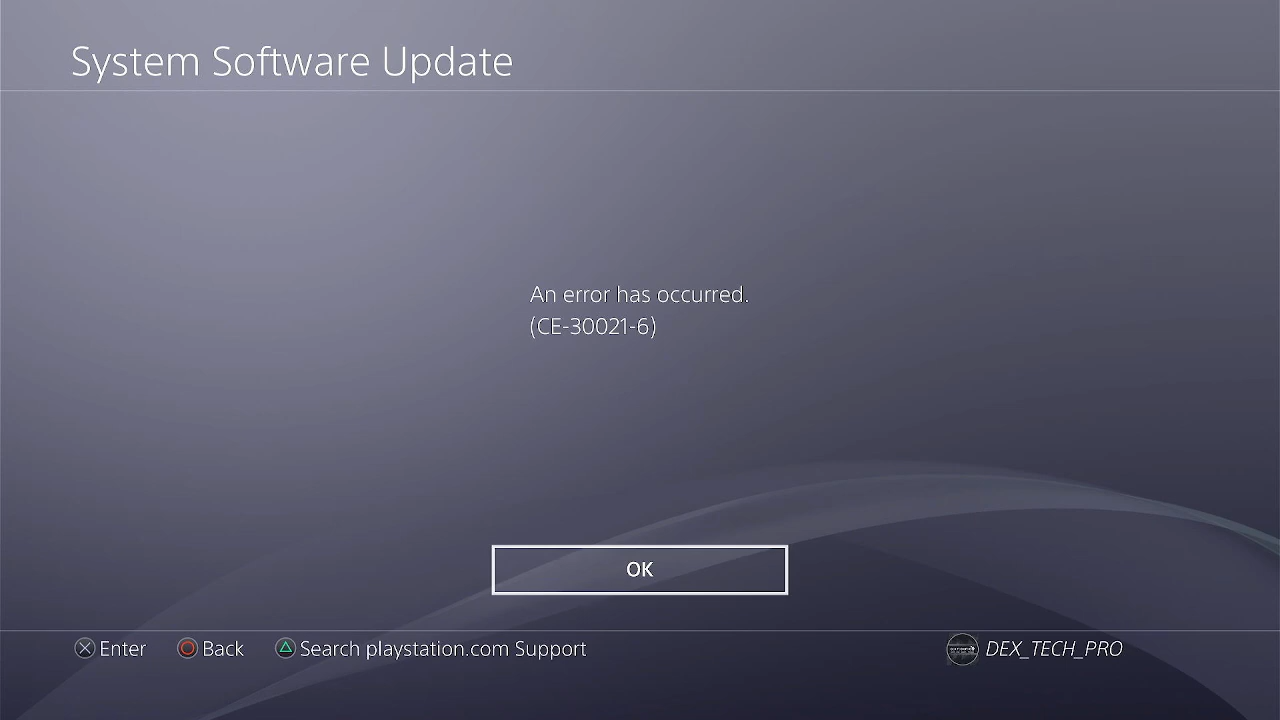 System Software Update
An error has occurred.
(CE-30021-6)
OK
Enter
Back
Search playstation.com Support
DEX_TECH_PRO